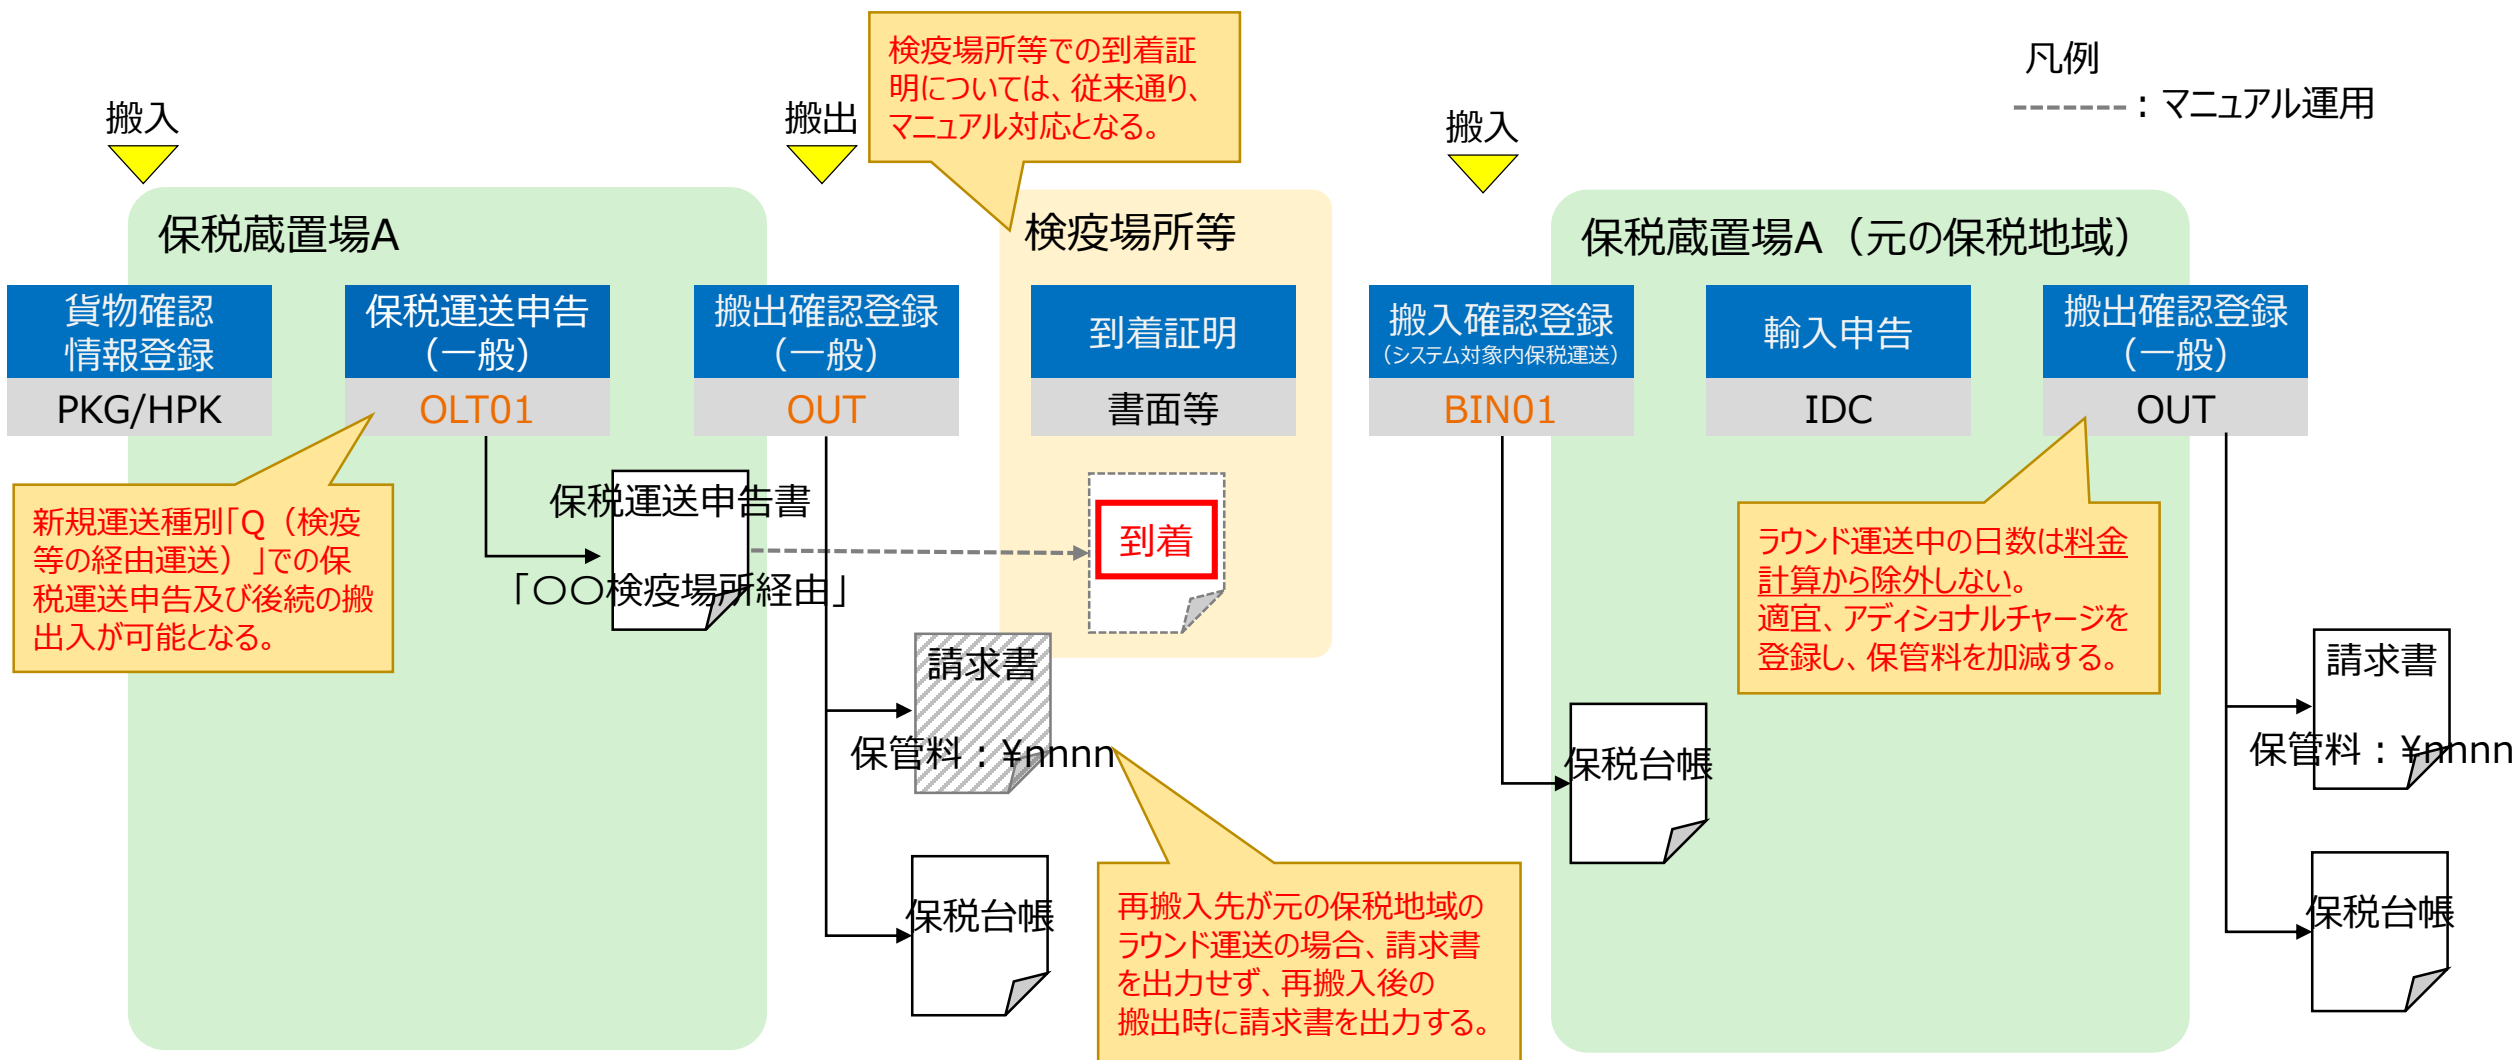 検疫場所等での到着証
明については、従来通り、
マニュアル対応となる。
凡例
：マニュアル運用
搬入
搬出
搬入
保税蔵置場A
検疫場所等
保税蔵置場A（元の保税地域）
貨物確認
情報登録
PKG/HPK
保税運送申告
（一般）
OLT01
搬出確認登録
（一般）
OUT
到着証明
書面等
搬入確認登録
（システム対象内保税運送）
BIN01
輸入申告
IDC
搬出確認登録
（一般）
OUT
新規運送種別「Q（検疫
等の経由運送）」での保
税運送申告及び後続の搬
出入が可能となる。
保税運送申告書
「〇〇検疫場所経由」
到着
ラウンド運送中の日数は料金
計算から除外しない。
適宜、アディショナルチャージを
登録し、保管料を加減する。
請求書
保管料：¥nnnn
保税台帳
保税台帳
請求書
保管料：¥nnnn
保税台帳
再搬入先が元の保税地域の
ラウンド運送の場合、請求書
を出力せず、再搬入後の
搬出時に請求書を出力する。